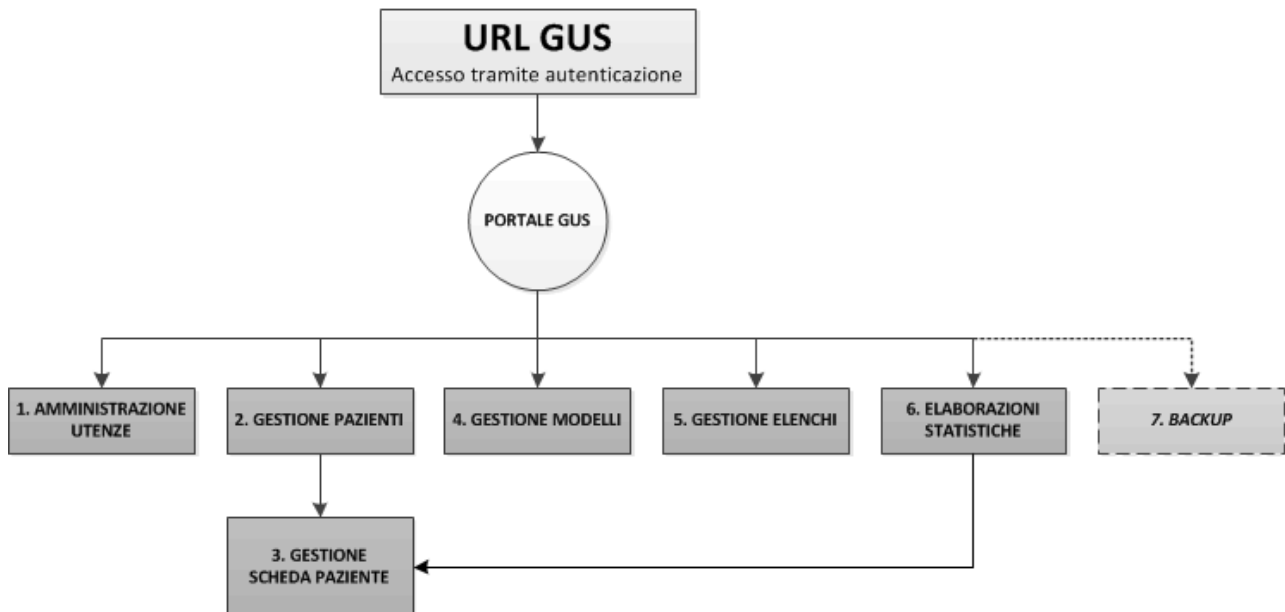 URL GUS
Accesso tramite autenticazione
PORTALE GUS
1. AMMINISTRAZIONE
UTENZE
2. GESTIONE PAZIENTI
4. GESTIONE MODELLI
5. GESTIONE ELENCHI
6. ELABORAZIONI
STATISTICHE
7. BACKUP
3. GESTIONE
SCHEDA PAZIENTE